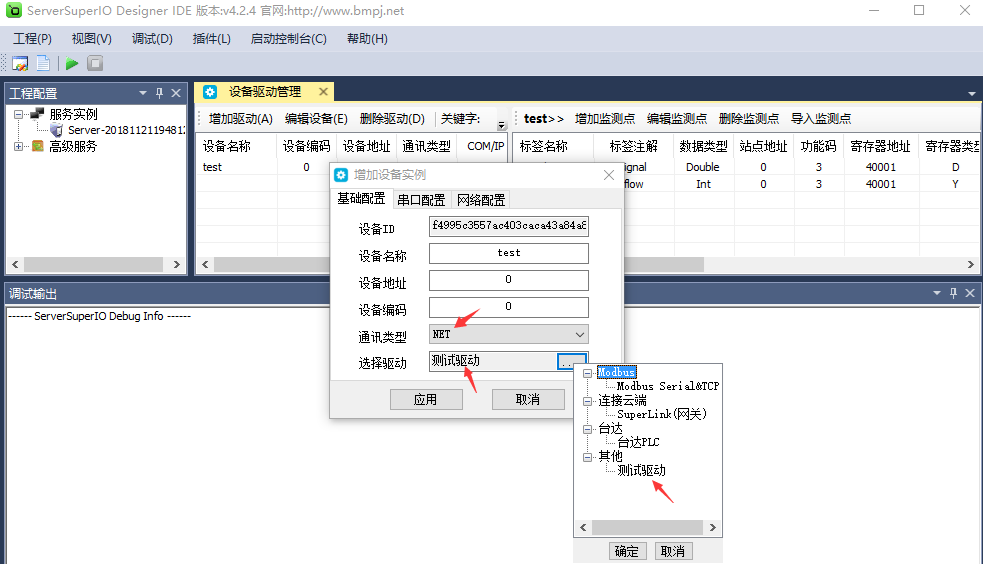 ServerSuperIO Designer IDE 版本:v4.2.4 官网:http://www.bmpj.net
工程(P) 视图(V) 调试(D) 插件(L) 启动控制台(C) 帮助(H)
工程配置
服务实例
Server-2018112119481
高级服务
设备驱动管理
增加驱动(A) 编辑设备(E) 删除驱动(D) 关键字:
设备名称 设备编码 设备地址 通讯类型 COM/IP
test 0
test>> 增加监测点 编辑监测点 删除监测点 导入监测点
标签名称 标签注解 数据类型 站点地址 功能码 寄存器地址 寄存器类
ignal Double 0 3 40001 D
flow Int 0 3 40001 Y
增加设备实例
基础配置 串口配置 网络配置
设备ID f4995c3557ac403caca43a84a8
设备名称 test
设备地址 0
设备编码 0
通讯类型 NET
选择驱动 测试驱动 ...
应用 取消
Modbus
Modbus Serial&TCP
连接云端
SuperLink(网关)
台达
台达PLC
其他
测试驱动
确定 取消
调试输出
------ ServerSuperIO Debug Info ------